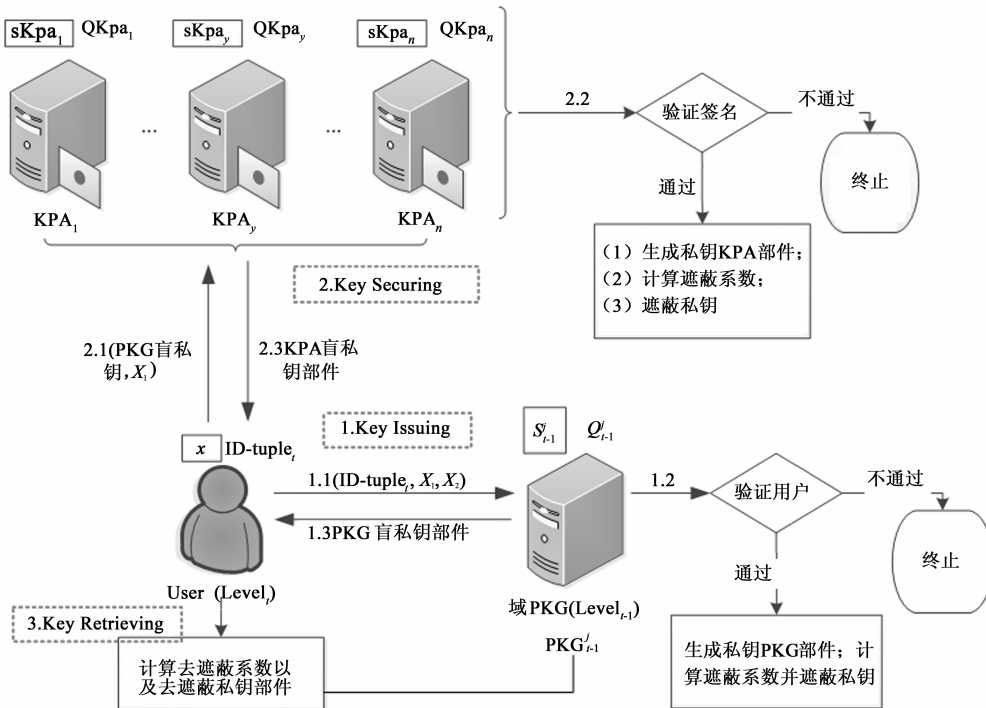 sKpa₁ QKpa₁ sKpaᵧ QKpaᵧ sKpaₙ QKpaₙ
... ...
KPA₁ KPAᵧ KPAₙ
2.2
验证签名
不通过
终止
通过
(1)生成私钥KPA部件;
(2)计算遮蔽系数;
(3)遮蔽私钥
2.Key Securing
2.1(PKG盲私
钥,X₁)
2.3KPA盲私
钥部件
1.Key Issuing
x ID-tupleₜ
1.1(ID-tupleₜ, X₁, X₂)
1.3PKG 盲私钥部件
User (Levelₜ)
Sʲₜ₋₁ Qʲₜ₋₁
域PKG(Levelₜ₋₁)
PKGʲₜ₋₁
1.2
验证用户
不通过
终止
通过
生成私钥PKG部件; 计
算遮蔽系数并遮蔽私钥
3.Key Retrieving
计算去遮蔽系数以
及去遮蔽私钥部件